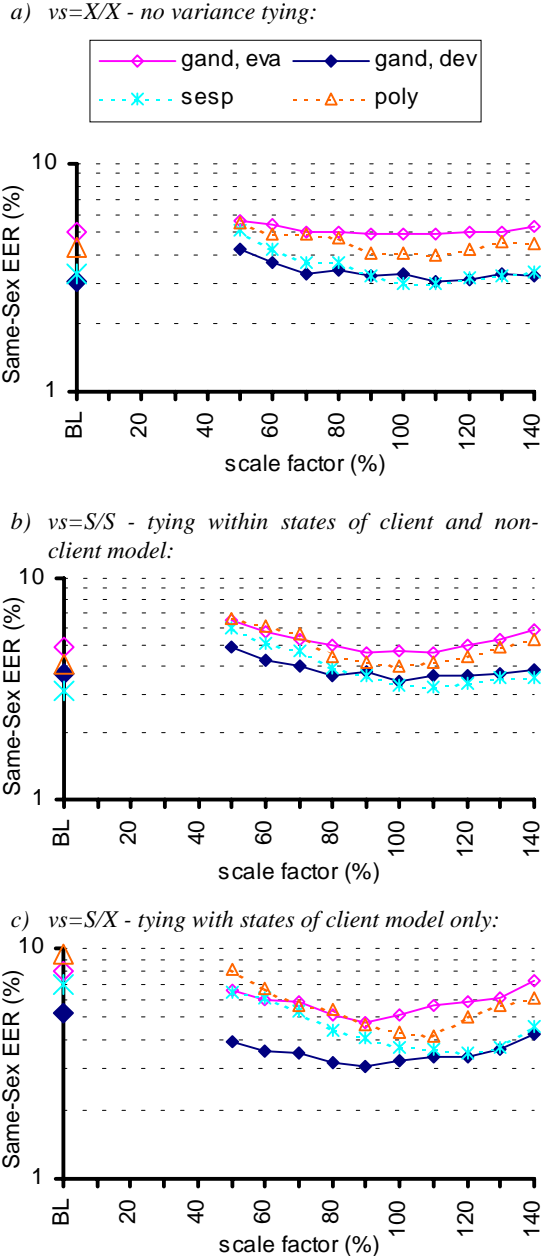 a) vs=X/X - no variance tying:
gand, eva
gand, dev
sesp
poly
10
1
Same-Sex EER (%)
BL
20
40
60
80
100
120
140
scale factor (%)
b) vs=S/S - tying within states of client and non-
client model:
10
1
Same-Sex EER (%)
BL
20
40
60
80
100
120
140
scale factor (%)
c) vs=S/X - tying with states of client model only:
10
1
Same-Sex EER (%)
BL
20
40
60
80
100
120
140
scale factor (%)